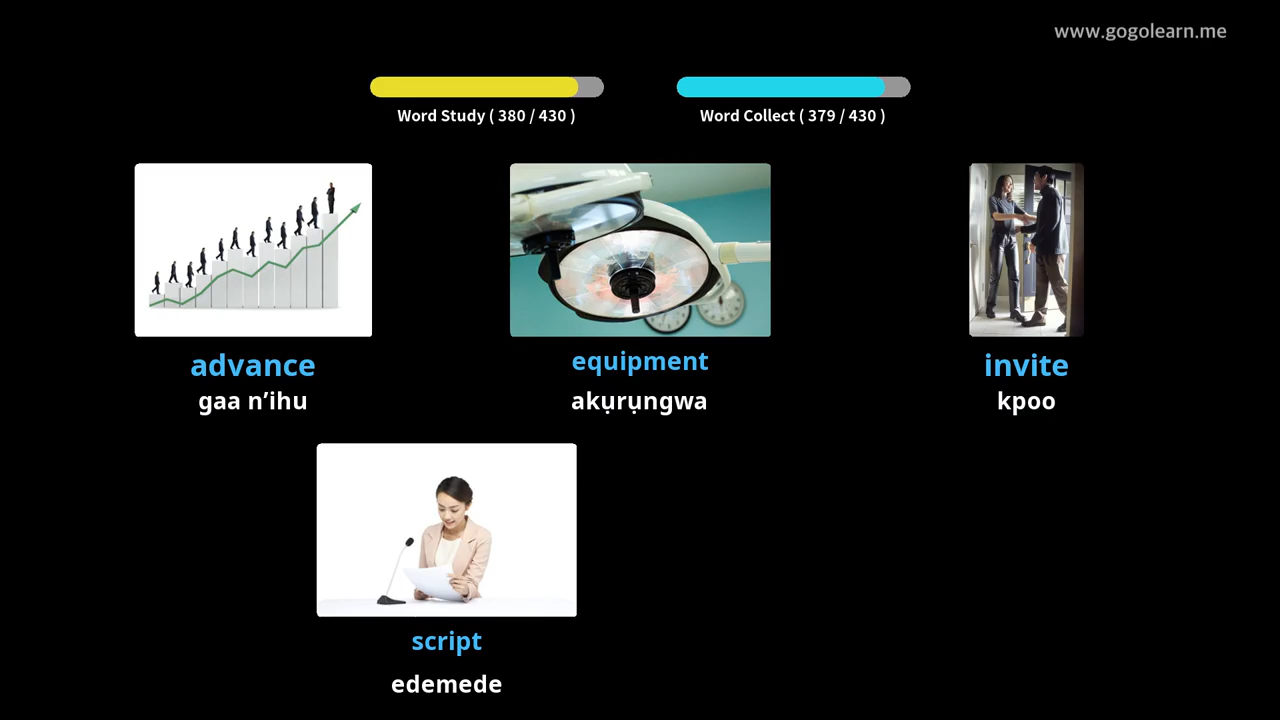 www.gogolearn.me
Word Study ( 380 / 430 )
Word Collect ( 379 / 430 )
advance
gaa n’ihu
equipment
akụrụngwa
invite
kpoo
script
edemede